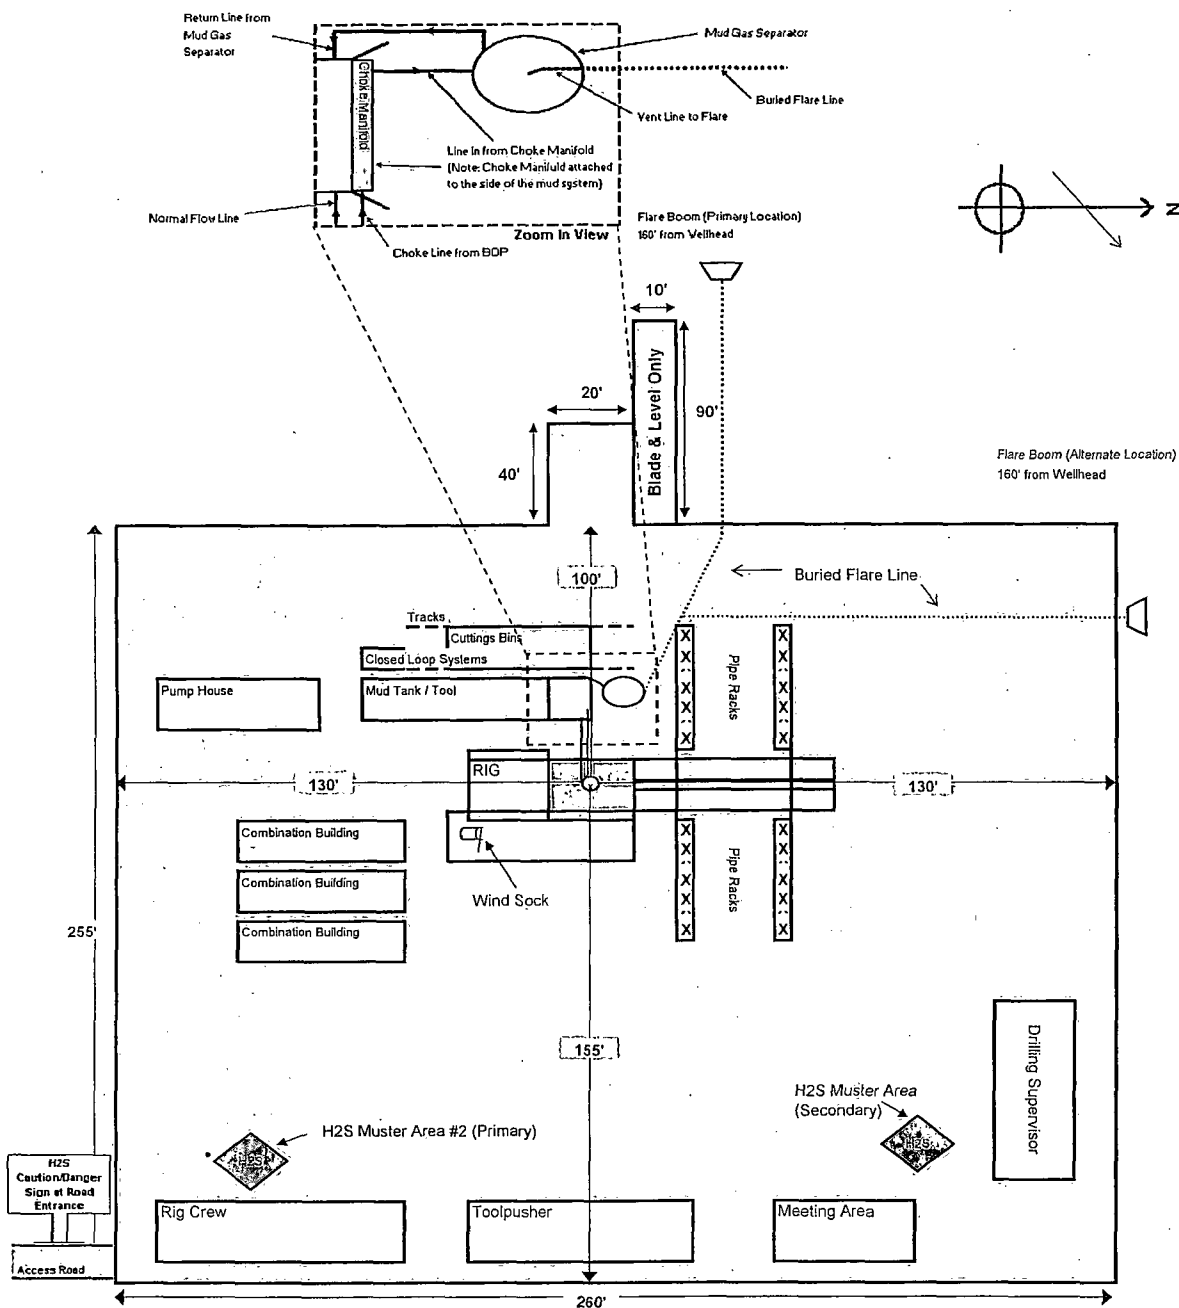 Return Line from
Mud Gas
Separator
Mud Gas Separator
Choke Manifold
Buried Flare Line
Vent Line to Flare
Line In from Choke Manifold
(Note: Choke Manifold attached
to the side of the mud system)
Normal Flow Line
Choke Line from BOP
Zoom In View
Flare Boom (Primary Location)
160' from Wellhead
N
10'
20'
Blade & Level Only
90'
40'
Flare Boom (Alternate Location)
160' from Wellhead
100'
Buried Flare Line
Tracks
Cuttings Bins
Closed Loop Systems
Pump House
Mud Tank / Tool
Pipe Racks
X
X
X
X
X
X
X
X
RIG
130'
130'
Combination Building
Combination Building
Combination Building
Wind Sock
Pipe Racks
X
X
X
X
X
X
X
X
255'
155'
Drilling Supervisor
H2S Muster Area
(Secondary)
H2S
H2S Muster Area #2 (Primary)
H2S
H2S
Caution/Danger
Sign at Road
Entrance
Rig Crew
Toolpusher
Meeting Area
Access Road
260'